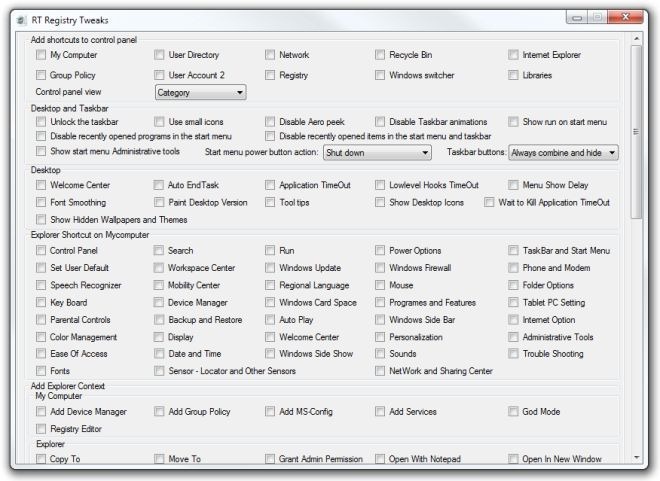 RT Registry Tweaks
Add shortcuts to control panel
My Computer User Directory Network Recycle Bin Internet Explorer
Group Policy User Account 2 Registry Windows switcher Libraries
Control panel view Category
Desktop and Taskbar
Unlock the taskbar Use small icons Disable Aero peek Disable Taskbar animations Show run on start menu
Disable recently opened programs in the start menu Disable recently opened items in the start menu and taskbar
Show start menu Administrative tools Start menu power button action: Shut down Taskbar buttons: Always combine and hide
Desktop
Welcome Center Auto EndTask Application TimeOut Lowlevel Hooks TimeOut Menu Show Delay
Font Smoothing Paint Desktop Version Tool tips Show Desktop Icons Wait to Kill Application TimeOut
Show Hidden Wallpapers and Themes
Explorer Shortcut on Mycomputer
Control Panel Search Run Power Options TaskBar and Start Menu
Set User Default Workspace Center Windows Update Windows Firewall Phone and Modem
Speech Recognizer Mobility Center Regional Language Mouse Folder Options
Key Board Device Manager Windows Card Space Programes and Features Tablet PC Setting
Parental Controls Backup and Restore Auto Play Windows Side Bar Internet Option
Color Management Display Welcome Center Personalization Administrative Tools
Ease Of Access Date and Time Windows Side Show Sounds Trouble Shooting
Fonts Sensor - Locator and Other Sensors NetWork and Sharing Center
Add Explorer Context
My Computer
Add Device Manager Add Group Policy Add MS-Config Add Services God Mode
Registry Editor
Explorer
Copy To Move To Grant Admin Permission Open With Notepad Open In New Window